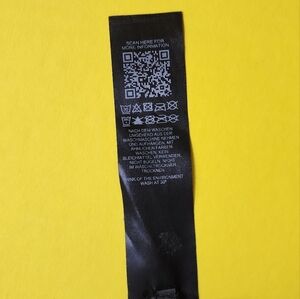 SCAN HERE FOR
MORE INFORMATION
NACH DEM WASCHEN
UMGEHEND AUS DER
WASCHMASCHINE NEHMEN
UND AUFHÄNGEN, MIT
ÄHNLICHEN FARBEN
WASCHEN, KEIN
BLEICHMITTEL VERWENDEN,
NICHT BÜGELN, NICHT
IM WÄSCHETROCKNER
TROCKNEN
THINK OF THE ENVIRONMENT
WASH AT 30°